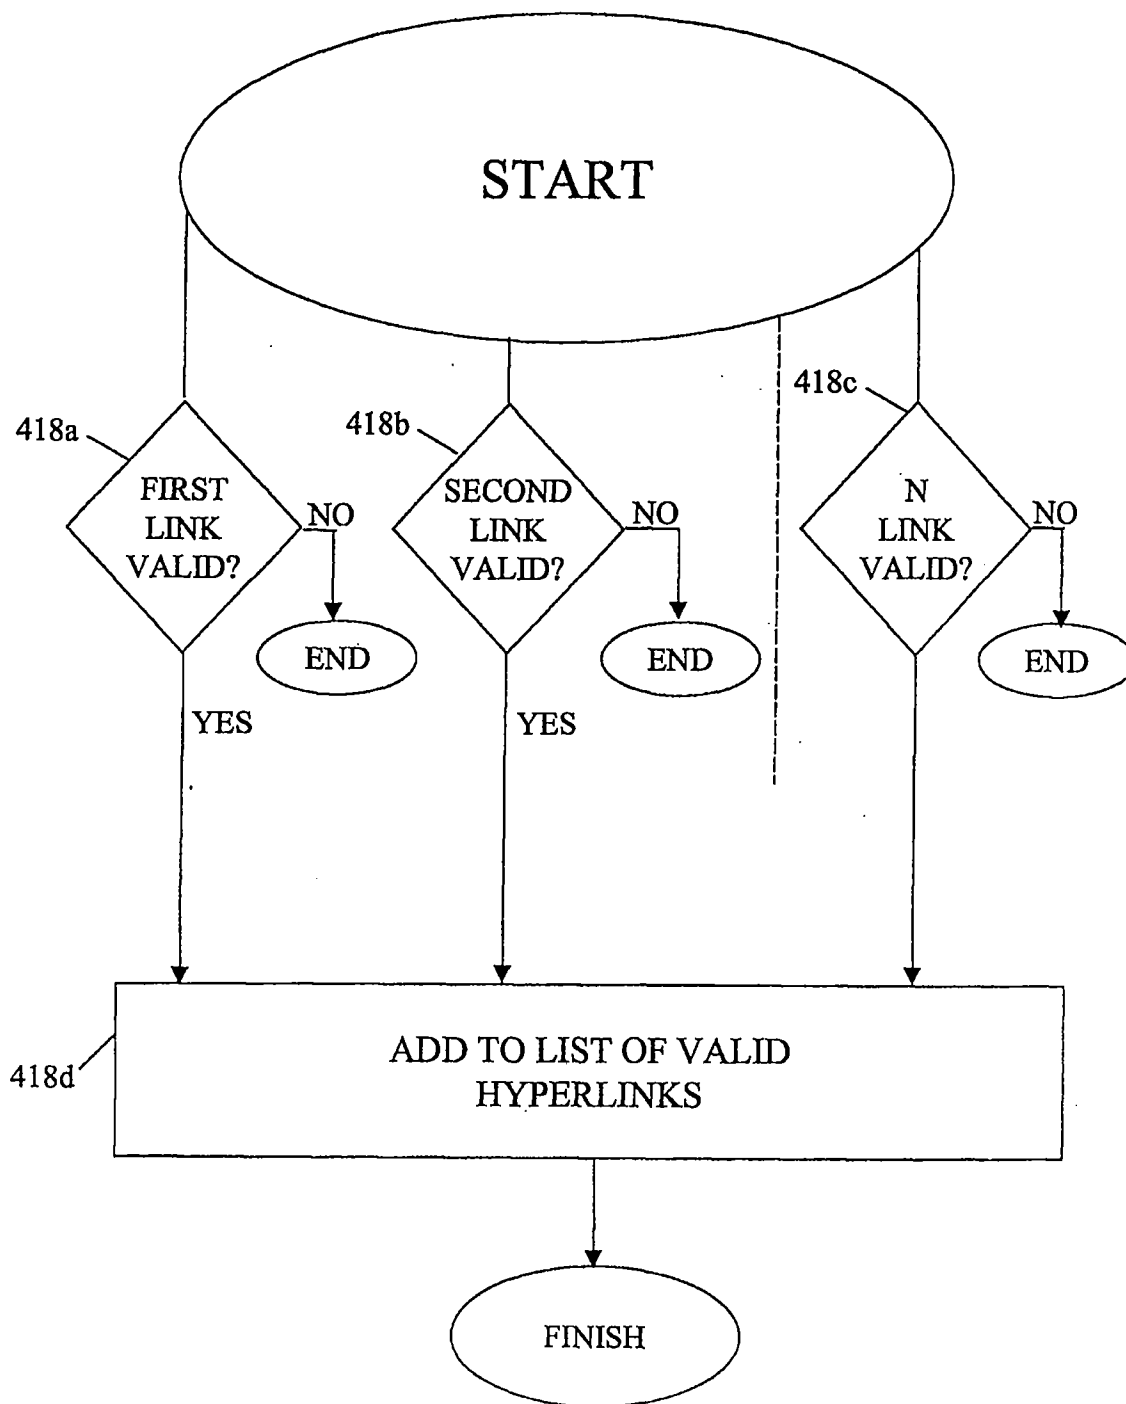 START
418a
418b
418c
FIRST
LINK
VALID?
NO
SECOND
LINK
VALID?
NO
N
LINK
VALID?
NO
END
END
END
YES
YES
418d
ADD TO LIST OF VALID
HYPERLINKS
FINISH